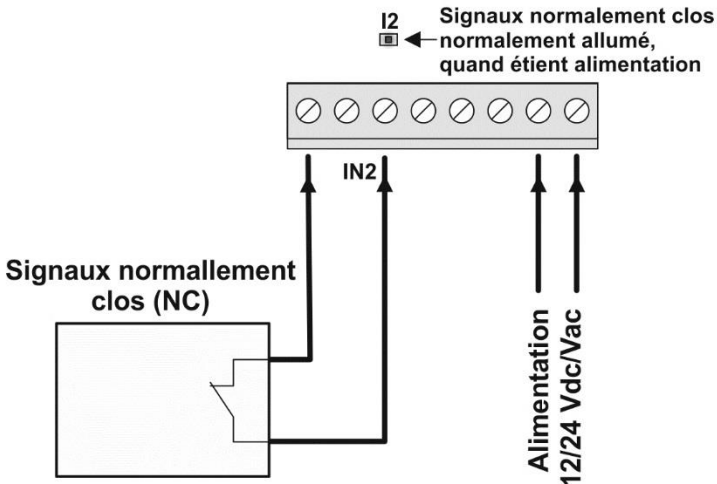 I2
Signaux normalement clos
normalement allumé,
quand étient alimentation
IN2
Signaux normallement
clos (NC)
Alimentation
12/24 Vdc/Vac